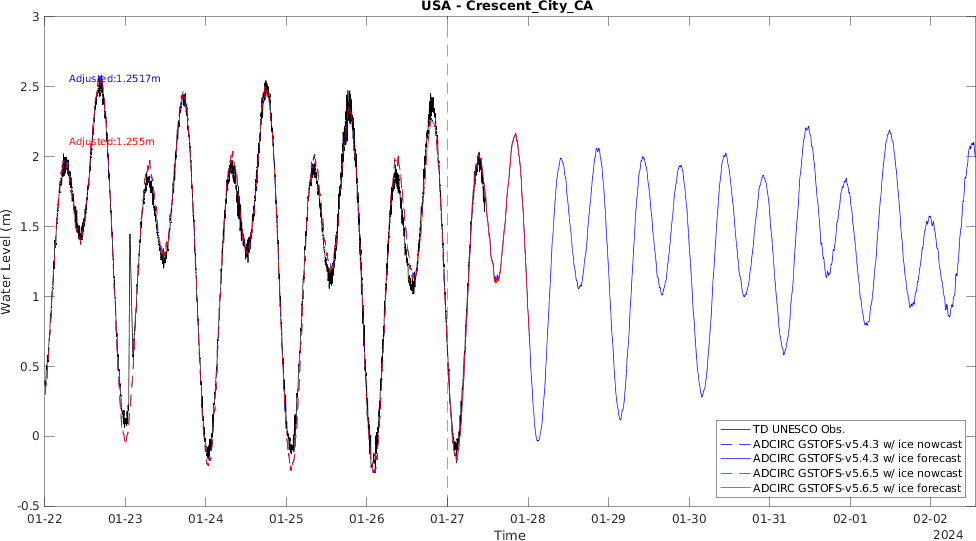 USA - Crescent_City_CA
3
2.5
2
1.5
1
0.5
0
-0.5
Water Level (m)
Adjusted:1.2517m
Adjusted:1.255m
TD UNESCO Obs.
ADCIRC GSTOFS-v5.4.3 w/ ice nowcast
ADCIRC GSTOFS-v5.4.3 w/ ice forecast
ADCIRC GSTOFS-v5.6.5 w/ ice nowcast
ADCIRC GSTOFS-v5.6.5 w/ ice forecast
01-22 01-23 01-24 01-25 01-26 01-27 01-28 01-29 01-30 01-31 02-01 02-02
Time
2024